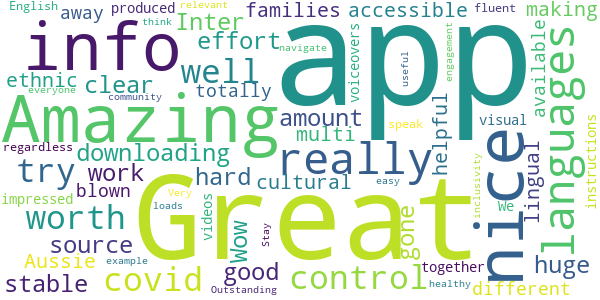 English
relevant
think
produced
families
accessible
making
away
Inter
fluent
info
app
effort
navigate
voiceovers
useful
engagement
available
languages
ethnic
clear
well
totally
community
everyone
Amazing
amount
multi
helpful
visual
instructions
regardless
downloading
really
nice
lingual
speak
try
work
hard
cultural
easy
inclusivity
impressed
blown
Very
Great
worth
loads
videos
Wow
gone
We
source
Stay
good
control
together
huge
Aussie
example
covid
healthy
different
stable
Outstanding